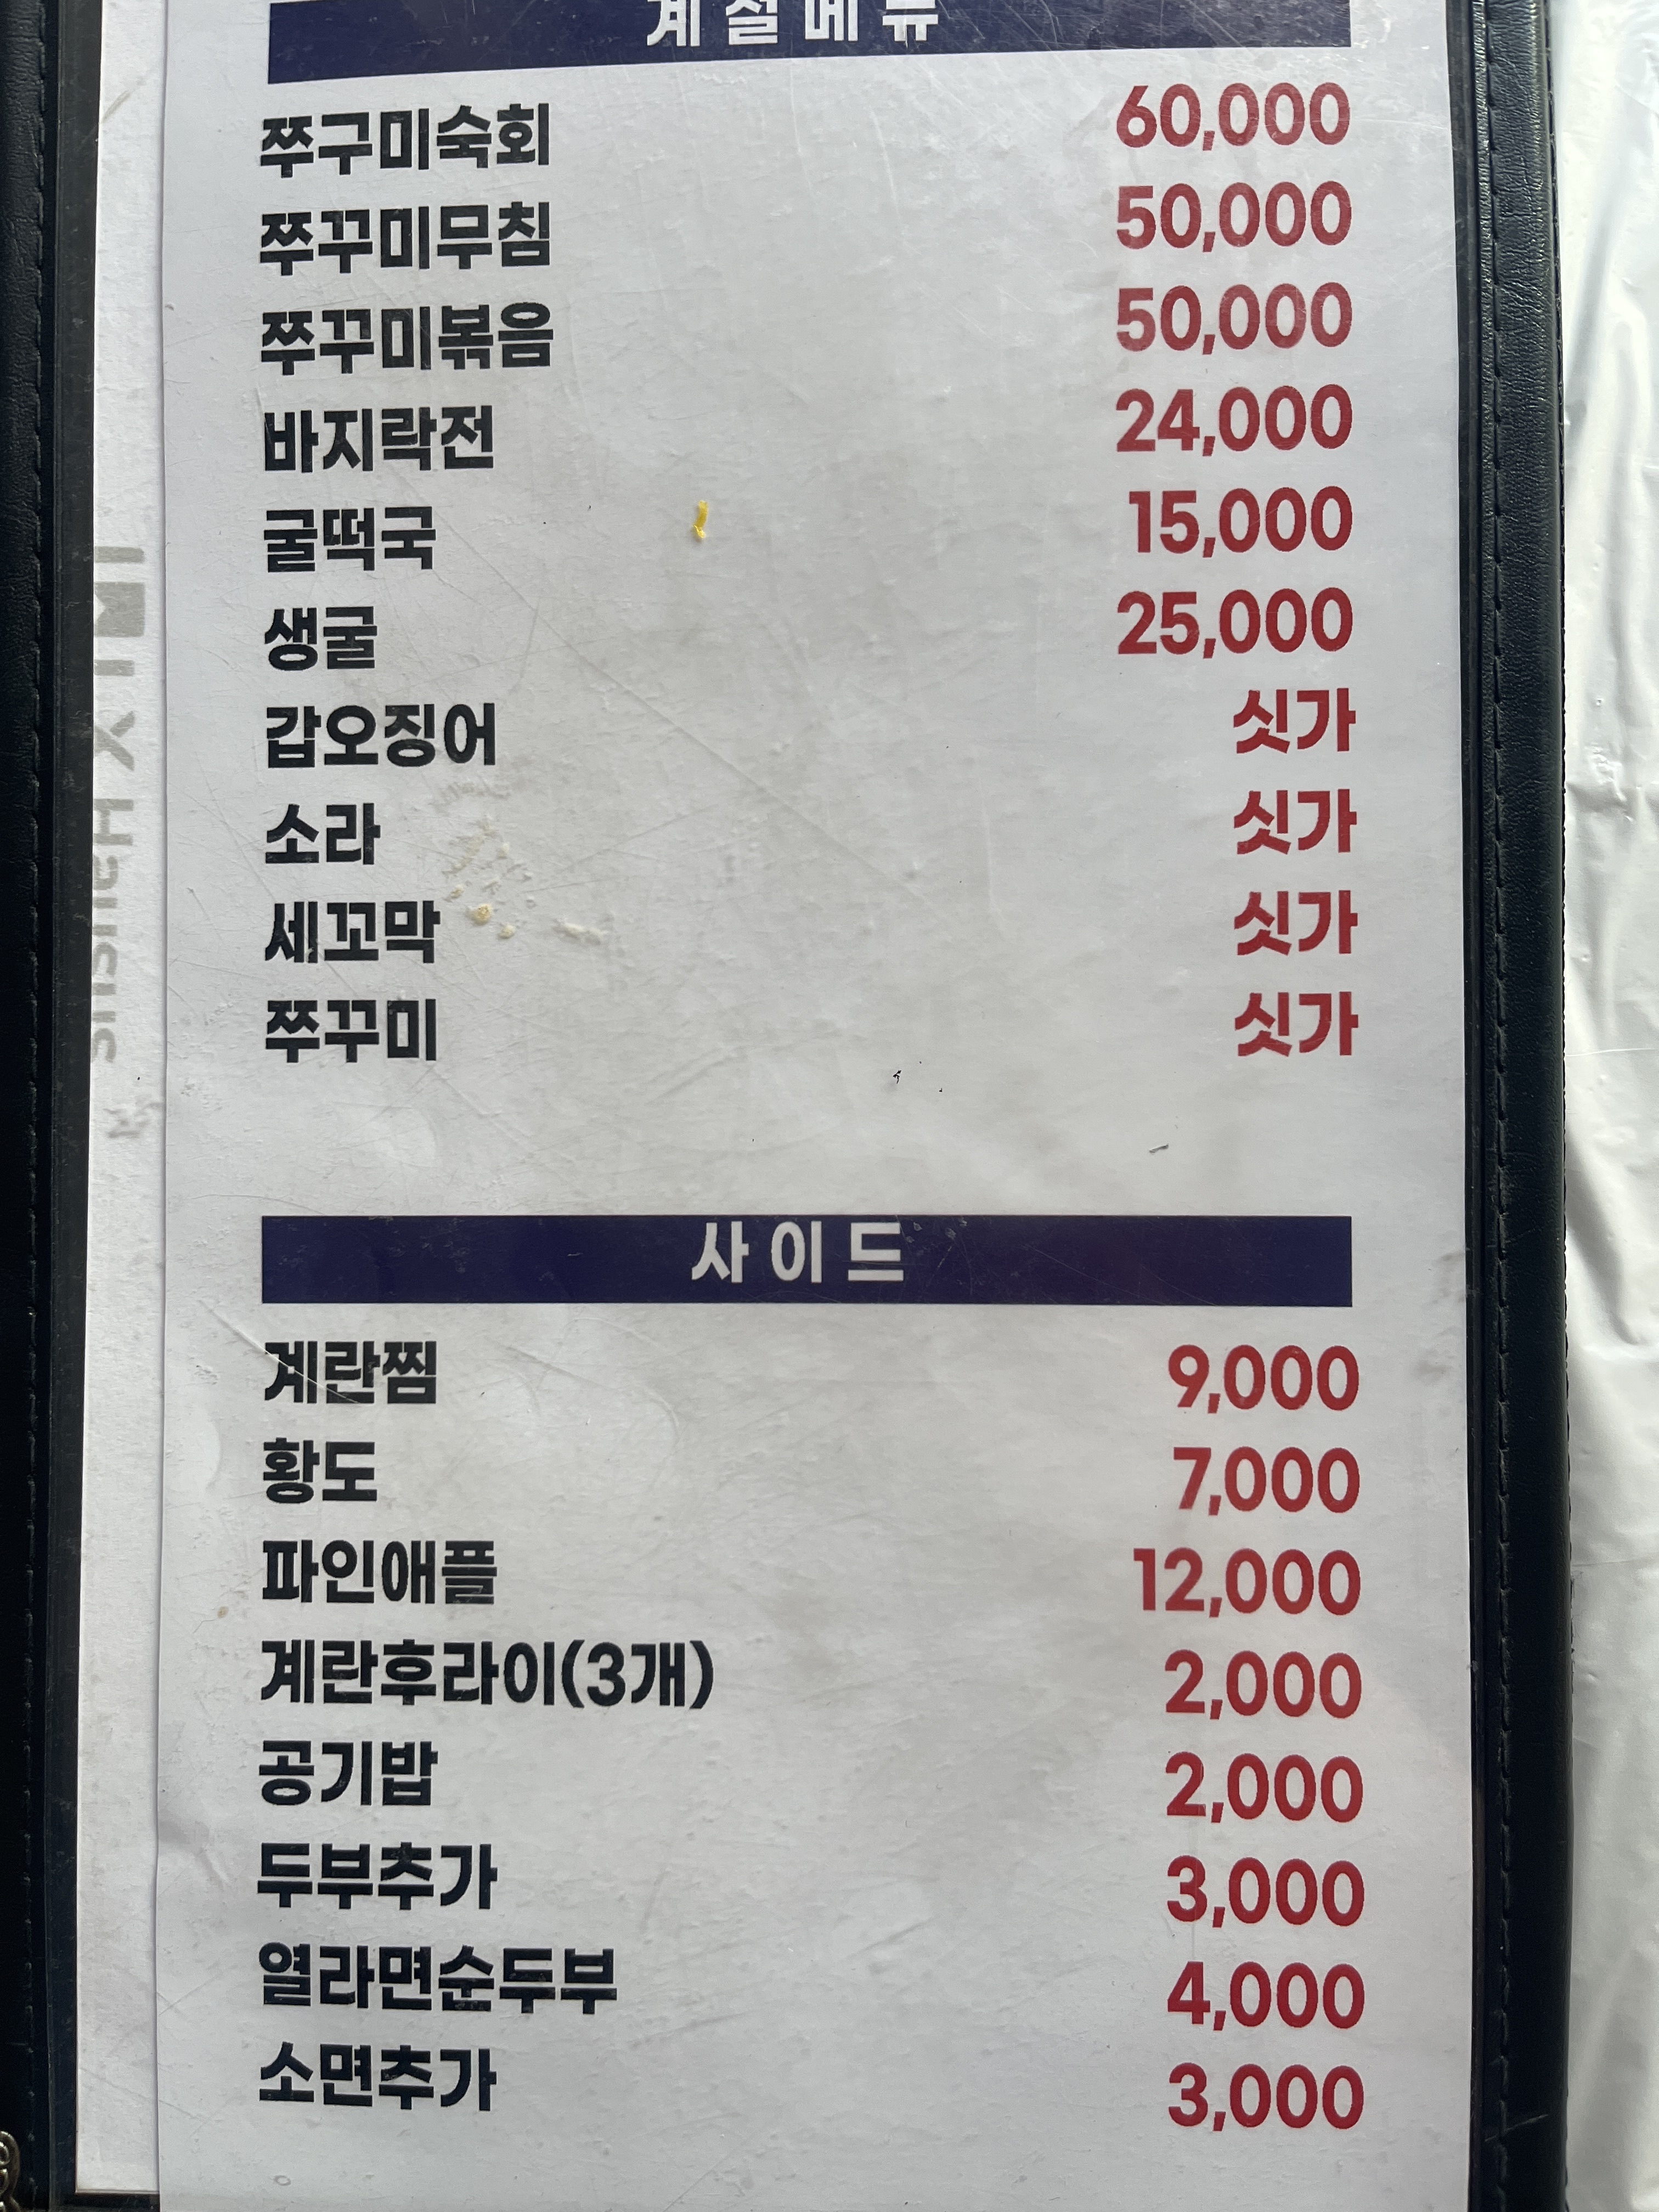 계절메뉴
쭈구미숙회 60,000
쭈꾸미무침 50,000
쭈꾸미볶음 50,000
바지락전 24,000
굴떡국 15,000
생굴 25,000
갑오징어 싯가
소라 싯가
세꼬막 싯가
쭈꾸미 싯가
사이드
계란찜 9,000
황도 7,000
파인애플 12,000
계란후라이(3개) 2,000
공기밥 2,000
두부추가 3,000
열라면순두부 4,000
소면추가 3,000